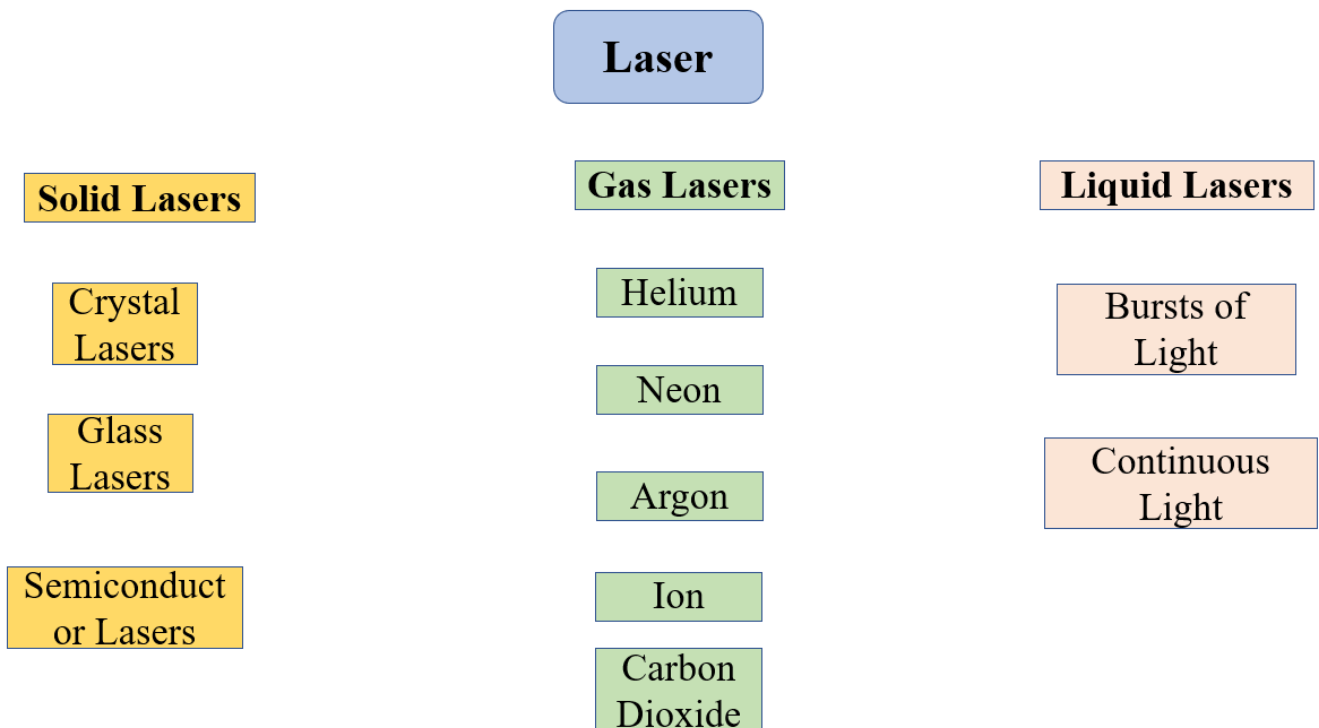 Laser
Solid Lasers
Crystal
Lasers
Glass
Lasers
Semiconduct
or Lasers
Gas Lasers
Helium
Neon
Argon
Ion
Carbon
Dioxide
Liquid Lasers
Bursts of
Light
Continuous
Light